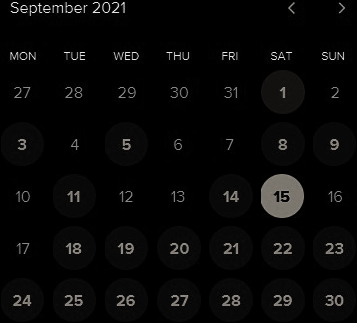 September 2021
MON TUE WED THU FRI SAT SUN
27 28 29 30 31 1 2
3 4 5 6 7 8 9
10 11 12 13 14 15 16
17 18 19 20 21 22 23
24 25 26 27 28 29 30